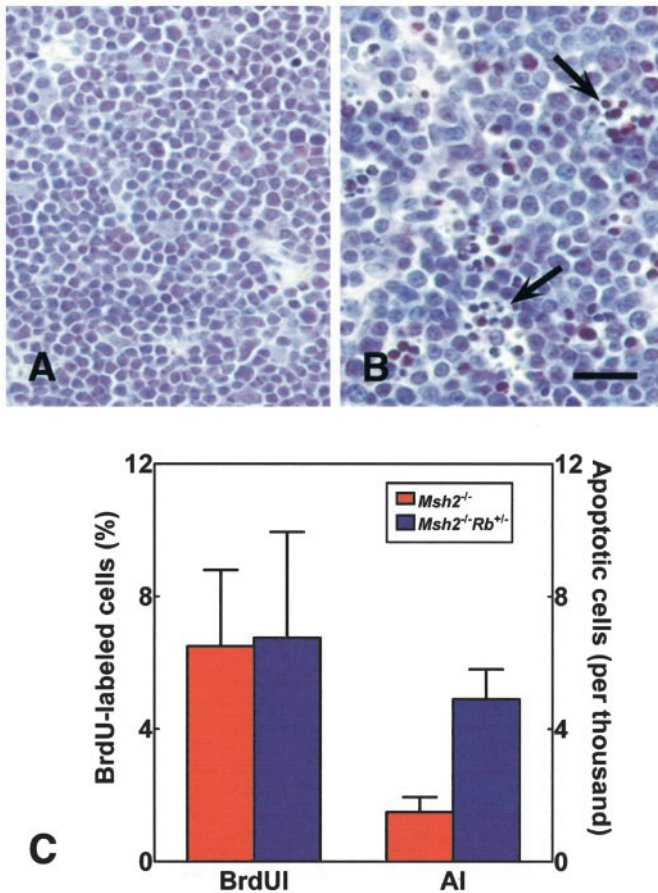 A
B
12
12
Msh2-/-
Msh2-/-Rb+/-
8
8
4
4
0
0
BrdU-labeled cells (%)
Apoptotic cells (per thousand)
BrdUI
AI
C